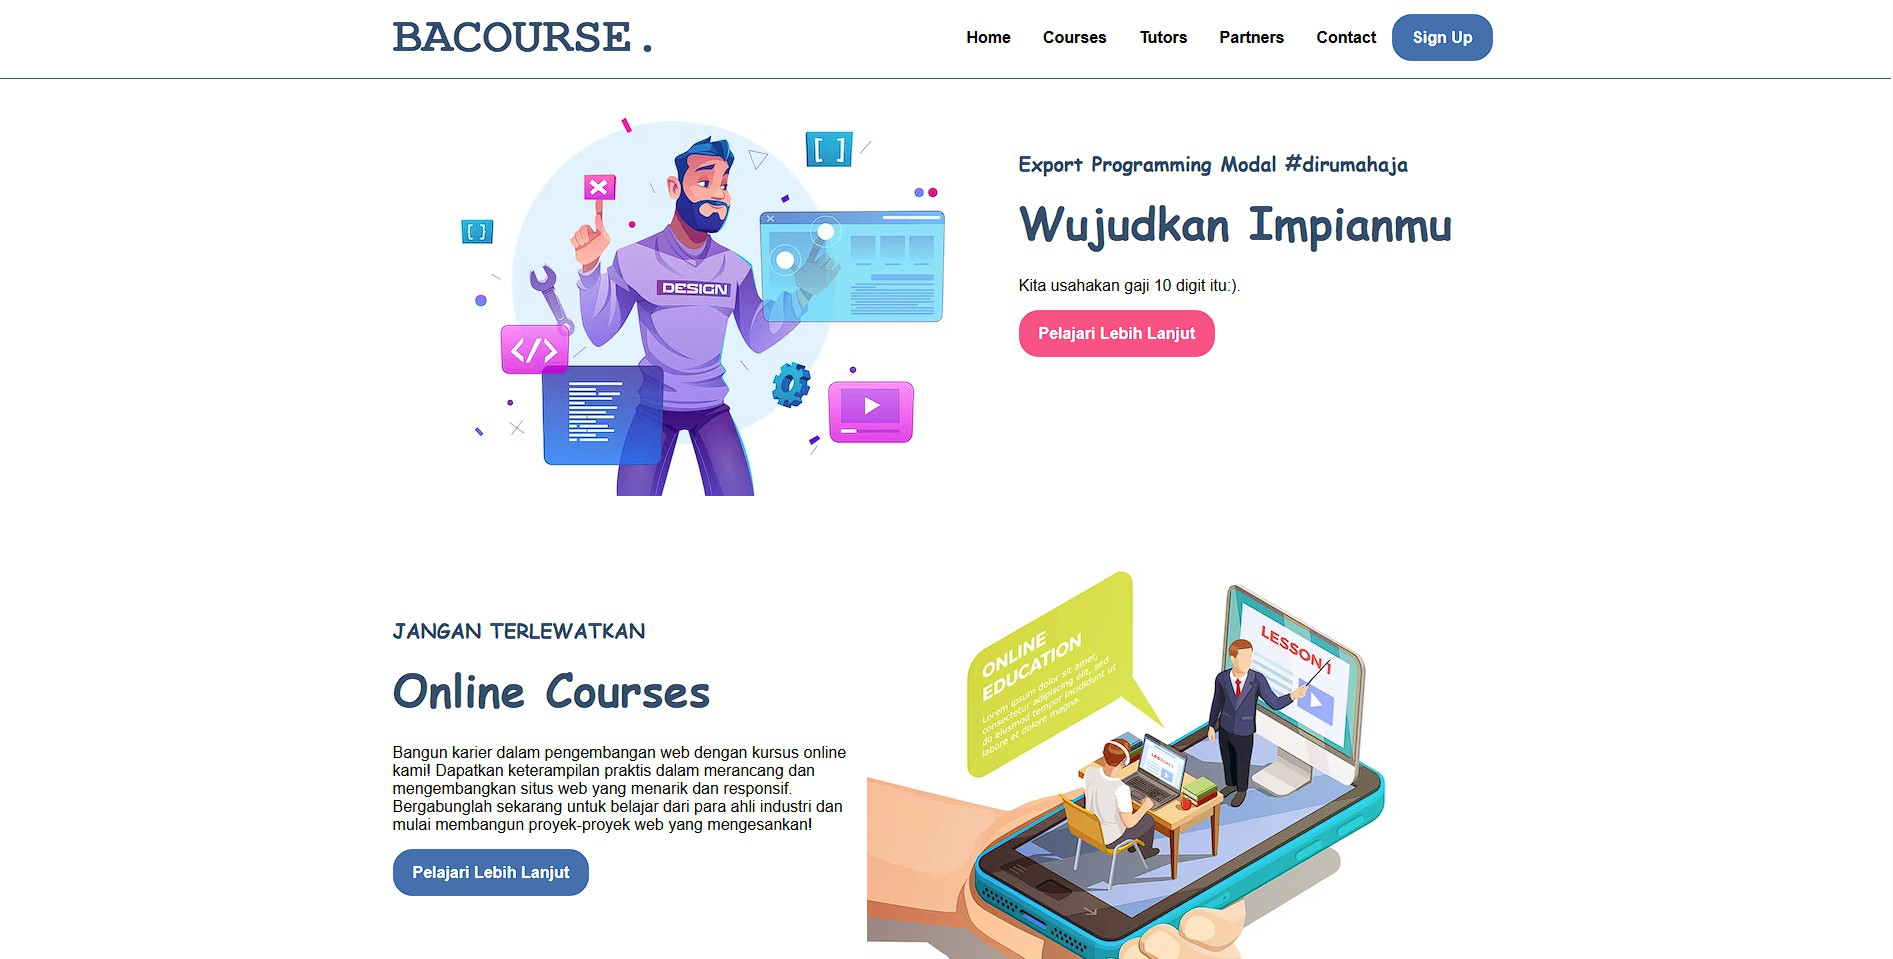 BACOURSE.
Home Courses Tutors Partners Contact Sign Up
[ ]
[ ]
DESIGN
</>
Export Programming Modal #dirumahaja
Wujudkan Impianmu
Kita usahakan gaji 10 digit itu:).
Pelajari Lebih Lanjut
JANGAN TERLEWATKAN
Online Courses
Bangun karier dalam pengembangan web dengan kursus online
kami! Dapatkan keterampilan praktis dalam merancang dan
mengembangkan situs web yang menarik dan responsif.
Bergabunglah sekarang untuk belajar dari para ahli industri dan
mulai membangun proyek-proyek web yang mengesankan!
Pelajari Lebih Lanjut
ONLINE
EDUCATION
Lorem ipsum dolor sit amet,
consectetur adipiscing elit, sed
do eiusmod tempor incididunt ut
labore et dolore magna.
LESSON 1
LESSON 1